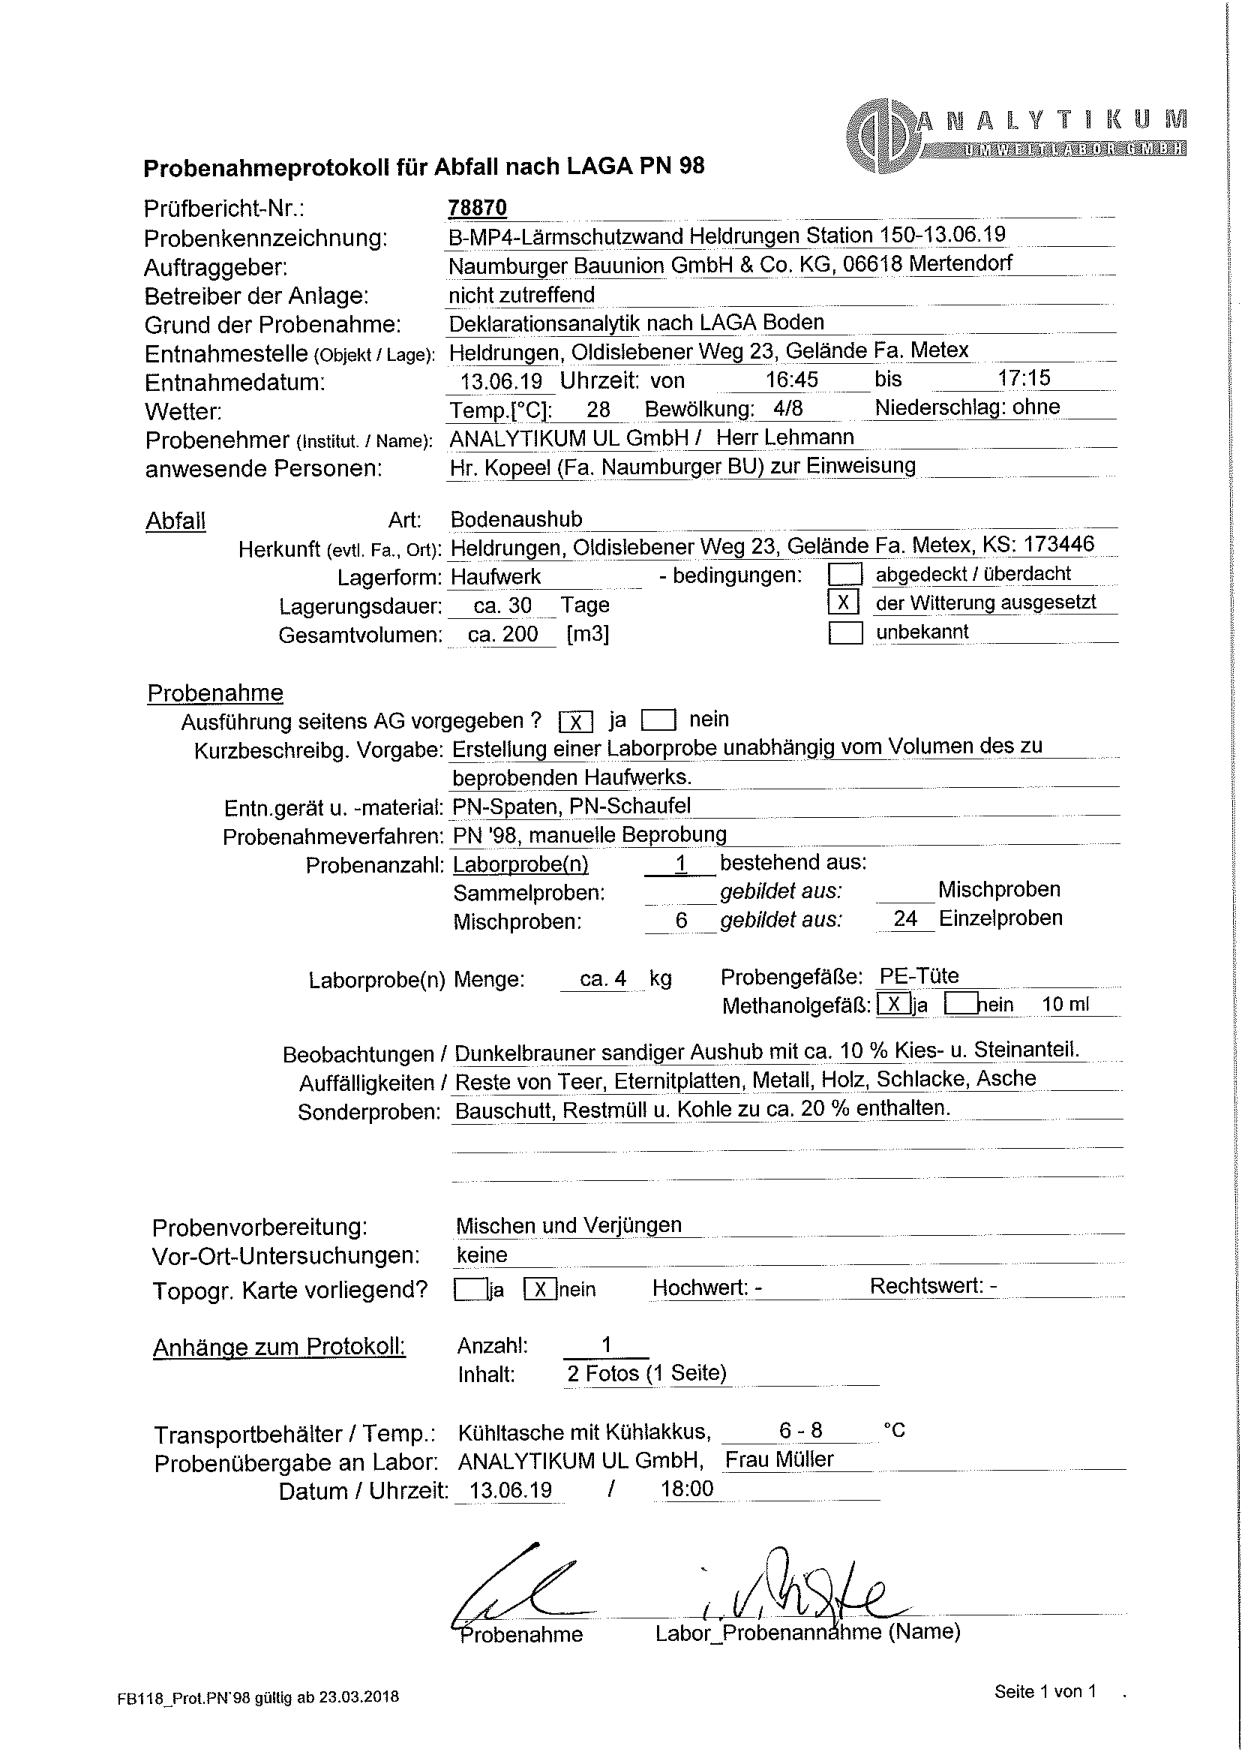 ANALYTIKUM
UMWELTLABOR GMBH
Probenahmeprotokoll für Abfall nach LAGA PN 98
Prüfbericht-Nr.: 78870
Probenkennzeichnung: B-MP4-Lärmschutzwand Heldrungen Station 150-13.06.19
Auftraggeber: Naumburger Bauunion GmbH & Co. KG, 06618 Mertendorf
Betreiber der Anlage: nicht zutreffend
Grund der Probenahme: Deklarationsanalytik nach LAGA Boden
Entnahmestelle (Objekt / Lage): Heldrungen, Oldislebener Weg 23, Gelände Fa. Metex
Entnahmedatum: 13.06.19 Uhrzeit: von 16:45 bis 17:15
Wetter: Temp.[°C]: 28 Bewölkung: 4/8 Niederschlag: ohne
Probenehmer (Institut. / Name): ANALYTIKUM UL GmbH / Herr Lehmann
anwesende Personen: Hr. Kopeel (Fa. Naumburger BU) zur Einweisung
Abfall Art: Bodenaushub
Herkunft (evtl. Fa., Ort): Heldrungen, Oldislebener Weg 23, Gelände Fa. Metex, KS: 173446
Lagerform: Haufwerk - bedingungen: abgedeckt / überdacht
Lagerungsdauer: ca. 30 Tage X der Witterung ausgesetzt
Gesamtvolumen: ca. 200 [m3] unbekannt
Probenahme
Ausführung seitens AG vorgegeben ? X ja nein
Kurzbeschreibg. Vorgabe: Erstellung einer Laborprobe unabhängig vom Volumen des zu
beprobenden Haufwerks.
Entn.gerät u. -material: PN-Spaten, PN-Schaufel
Probenahmeverfahren: PN '98, manuelle Beprobung
Probenanzahl: Laborprobe(n) 1 bestehend aus:
Sammelproben: gebildet aus: Mischproben
Mischproben: 6 gebildet aus: 24 Einzelproben
Laborprobe(n) Menge: ca. 4 kg Probengefäße: PE-Tüte
Methanolgefäß: X ja nein 10 ml
Beobachtungen / Dunkelbrauner sandiger Aushub mit ca. 10 % Kies- u. Steinanteil.
Auffälligkeiten / Reste von Teer, Eternitplatten, Metall, Holz, Schlacke, Asche
Sonderproben: Bauschutt, Restmüll u. Kohle zu ca. 20 % enthalten.
Probenvorbereitung: Mischen und Verjüngen
Vor-Ort-Untersuchungen: keine
Topogr. Karte vorliegend? ja X nein Hochwert: - Rechtswert: -
Anhänge zum Protokoll: Anzahl: 1
Inhalt: 2 Fotos (1 Seite)
Transportbehälter / Temp.: Kühltasche mit Kühlakkus, 6 - 8 °C
Probenübergabe an Labor: ANALYTIKUM UL GmbH, Frau Müller
Datum / Uhrzeit: 13.06.19 / 18:00
i.V.
Probenahme Labor_Probenannahme (Name)
FB118_Prot.PN'98 gültig ab 23.03.2018 Seite 1 von 1